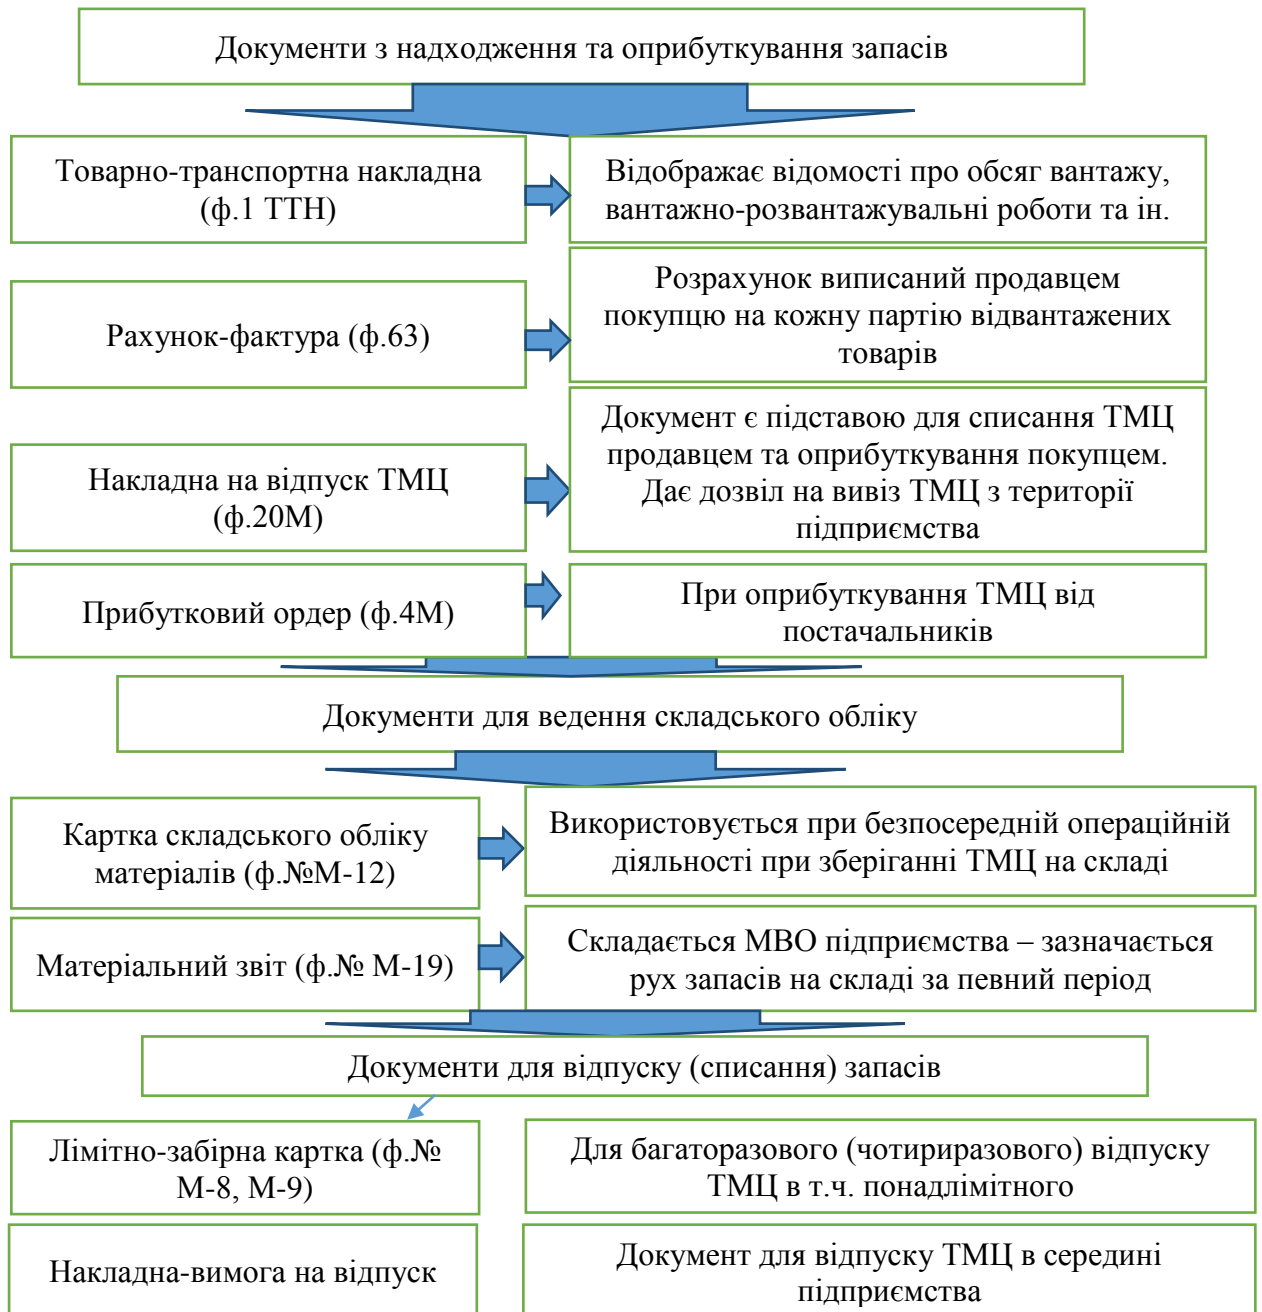 Документи з надходження та оприбуткування запасів
Товарно-транспортна накладна
(ф.1 ТТН)
Відображає відомості про обсяг вантажу,
вантажно-розвантажувальні роботи та ін.
Рахунок-фактура (ф.63)
Розрахунок виписаний продавцем
покупцю на кожну партію відвантажених
товарів
Накладна на відпуск ТМЦ
(ф.20М)
Документ є підставою для списання ТМЦ
продавцем та оприбуткування покупцем.
Дає дозвіл на вивіз ТМЦ з території
підприємства
Прибутковий ордер (ф.4М)
При оприбуткування ТМЦ від
постачальників
Документи для ведення складського обліку
Картка складського обліку
матеріалів (ф.№М-12)
Використовується при безпосередній операційній
діяльності при зберіганні ТМЦ на складі
Матеріальний звіт (ф.№ М-19)
Складається МВО підприємства – зазначається
рух запасів на складі за певний період
Документи для відпуску (списання) запасів
Лімітно-забірна картка (ф.№
М-8, М-9)
Для багаторазового (чотириразового) відпуску
ТМЦ в т.ч. понадлімітного
Накладна-вимога на відпуск
Документ для відпуску ТМЦ в середині
підприємства